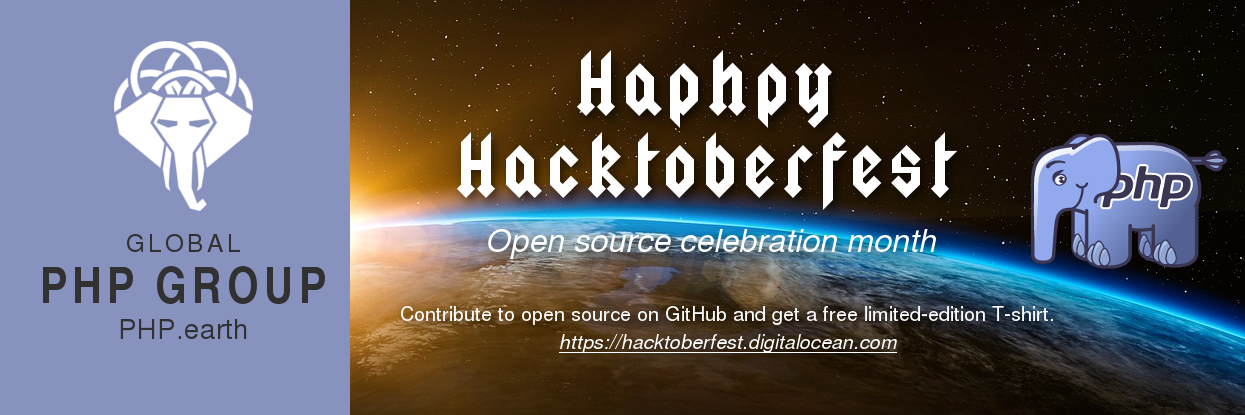 GLOBAL
PHP GROUP
PHP.earth
Haphpy
Hacktoberfest
Open source celebration month
Contribute to open source on GitHub and get a free limited-edition T-shirt.
https://hacktoberfest.digitalocean.com
php